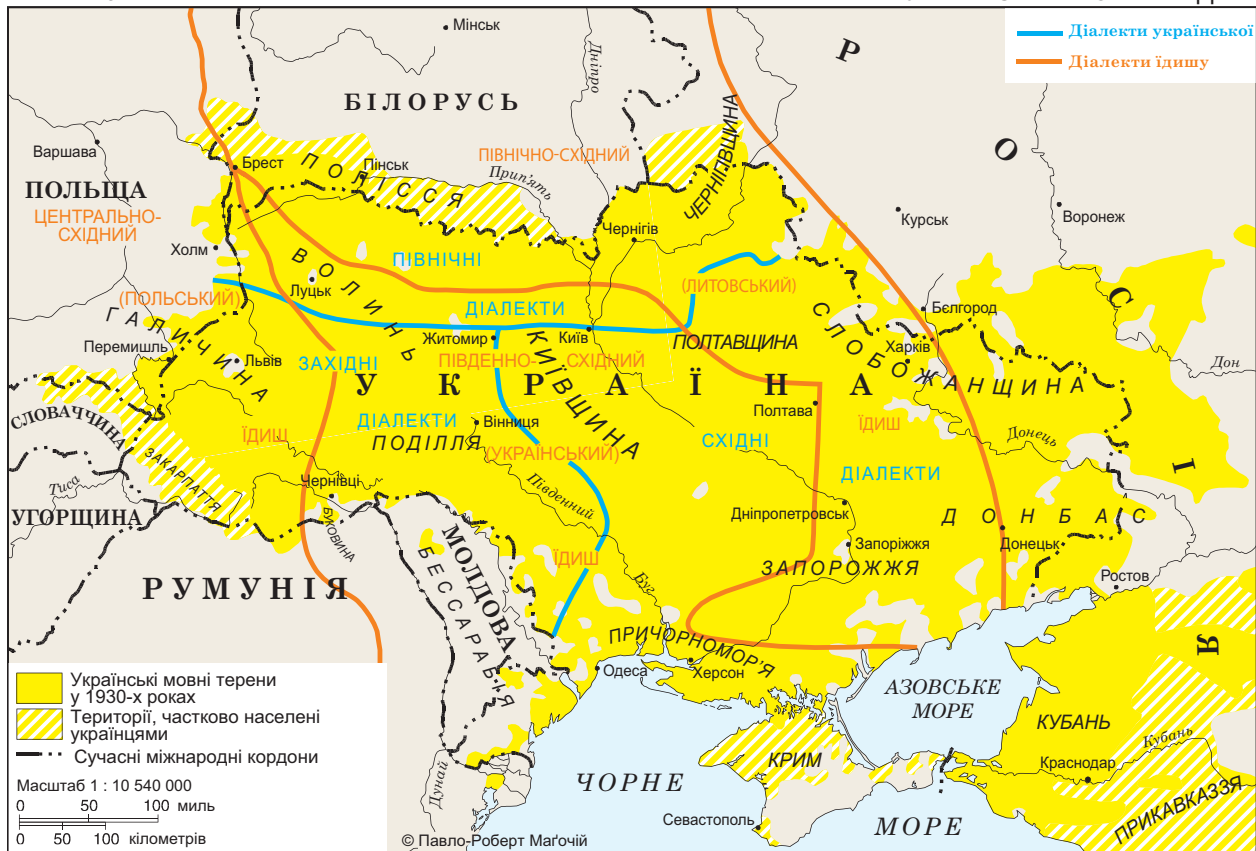 Мінськ
Дніпро
Діалекти української
Діалекти їдишу
РОСІЯ
БІЛОРУСЬ
Варшава
Брест
Пінськ
ПОЛІССЯ
Прип'ять
ПІВНІЧНО-СХІДНИЙ
ЧЕРНІГІВЩИНА
ПОЛЬЩА
ЦЕНТРАЛЬНО-
СХІДНИЙ
Курськ
Воронеж
Холм
Чернігів
ВОЛИНЬ
ПІВНІЧНІ
Луцьк
(ПОЛЬСЬКИЙ)
ДІАЛЕКТИ
(ЛИТОВСЬКИЙ)
Бєлгород
ГАЛИЧИНА
Житомир
Київ
ПОЛТАВЩИНА
СЛОБОЖАНЩИНА
Харків
Дон
Перемишль
Львів
ЗАХІДНІ
ПІВДЕННО-СХІДНИЙ
КИЇВЩИНА
УКРАЇНА
СЛОВАЧЧИНА
ДІАЛЕКТИ
Вінниця
Полтава
ЇДИШ
ПОДІЛЛЯ
(УКРАЇНСЬКИЙ)
СХІДНІ
ЇДИШ
Донець
ЗАКАРПАТТЯ
ДІАЛЕКТИ
Тиса
Чернівці
Південний
УГОРЩИНА
БУКОВИНА
Дніпропетровськ
ДОНБАС
МОЛДОВА
ЇДИШ
Запоріжжя
Донецьк
РУМУНІЯ
БЕССАРАБІЯ
Буг
ЗАПОРОЖЖЯ
Ростов
ПРИЧОРНОМОР'Я
Одеса
Херсон
АЗОВСЬКЕ
МОРЕ
КУБАНЬ
Кубань
КРИМ
Краснодар
ЧОРНЕ
МОРЕ
ПРИКАВКАЗЗЯ
Севастополь
Дунай
Українські мовні терени
у 1930-х роках
Території, частково населені
українцями
Сучасні міжнародні кордони
Масштаб 1 : 10 540 000
0 50 100 миль
0 50 100 кілометрів
© Павло-Роберт Маґочій